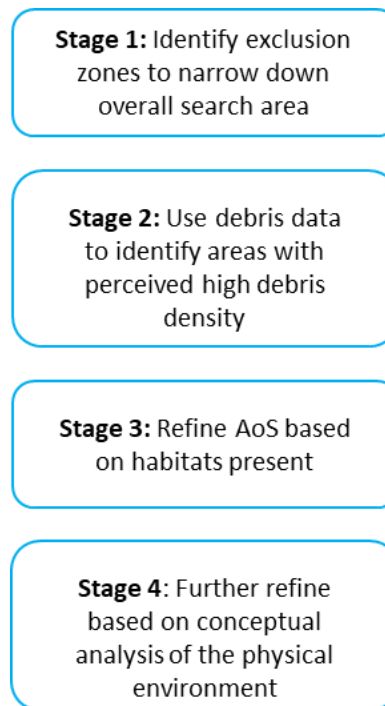 Stage 1: Identify exclusion
zones to narrow down
overall search area
Stage 2: Use debris data
to identify areas with
perceived high debris
density
Stage 3: Refine AoS based
on habitats present
Stage 4: Further refine
based on conceptual
analysis of the physical
environment